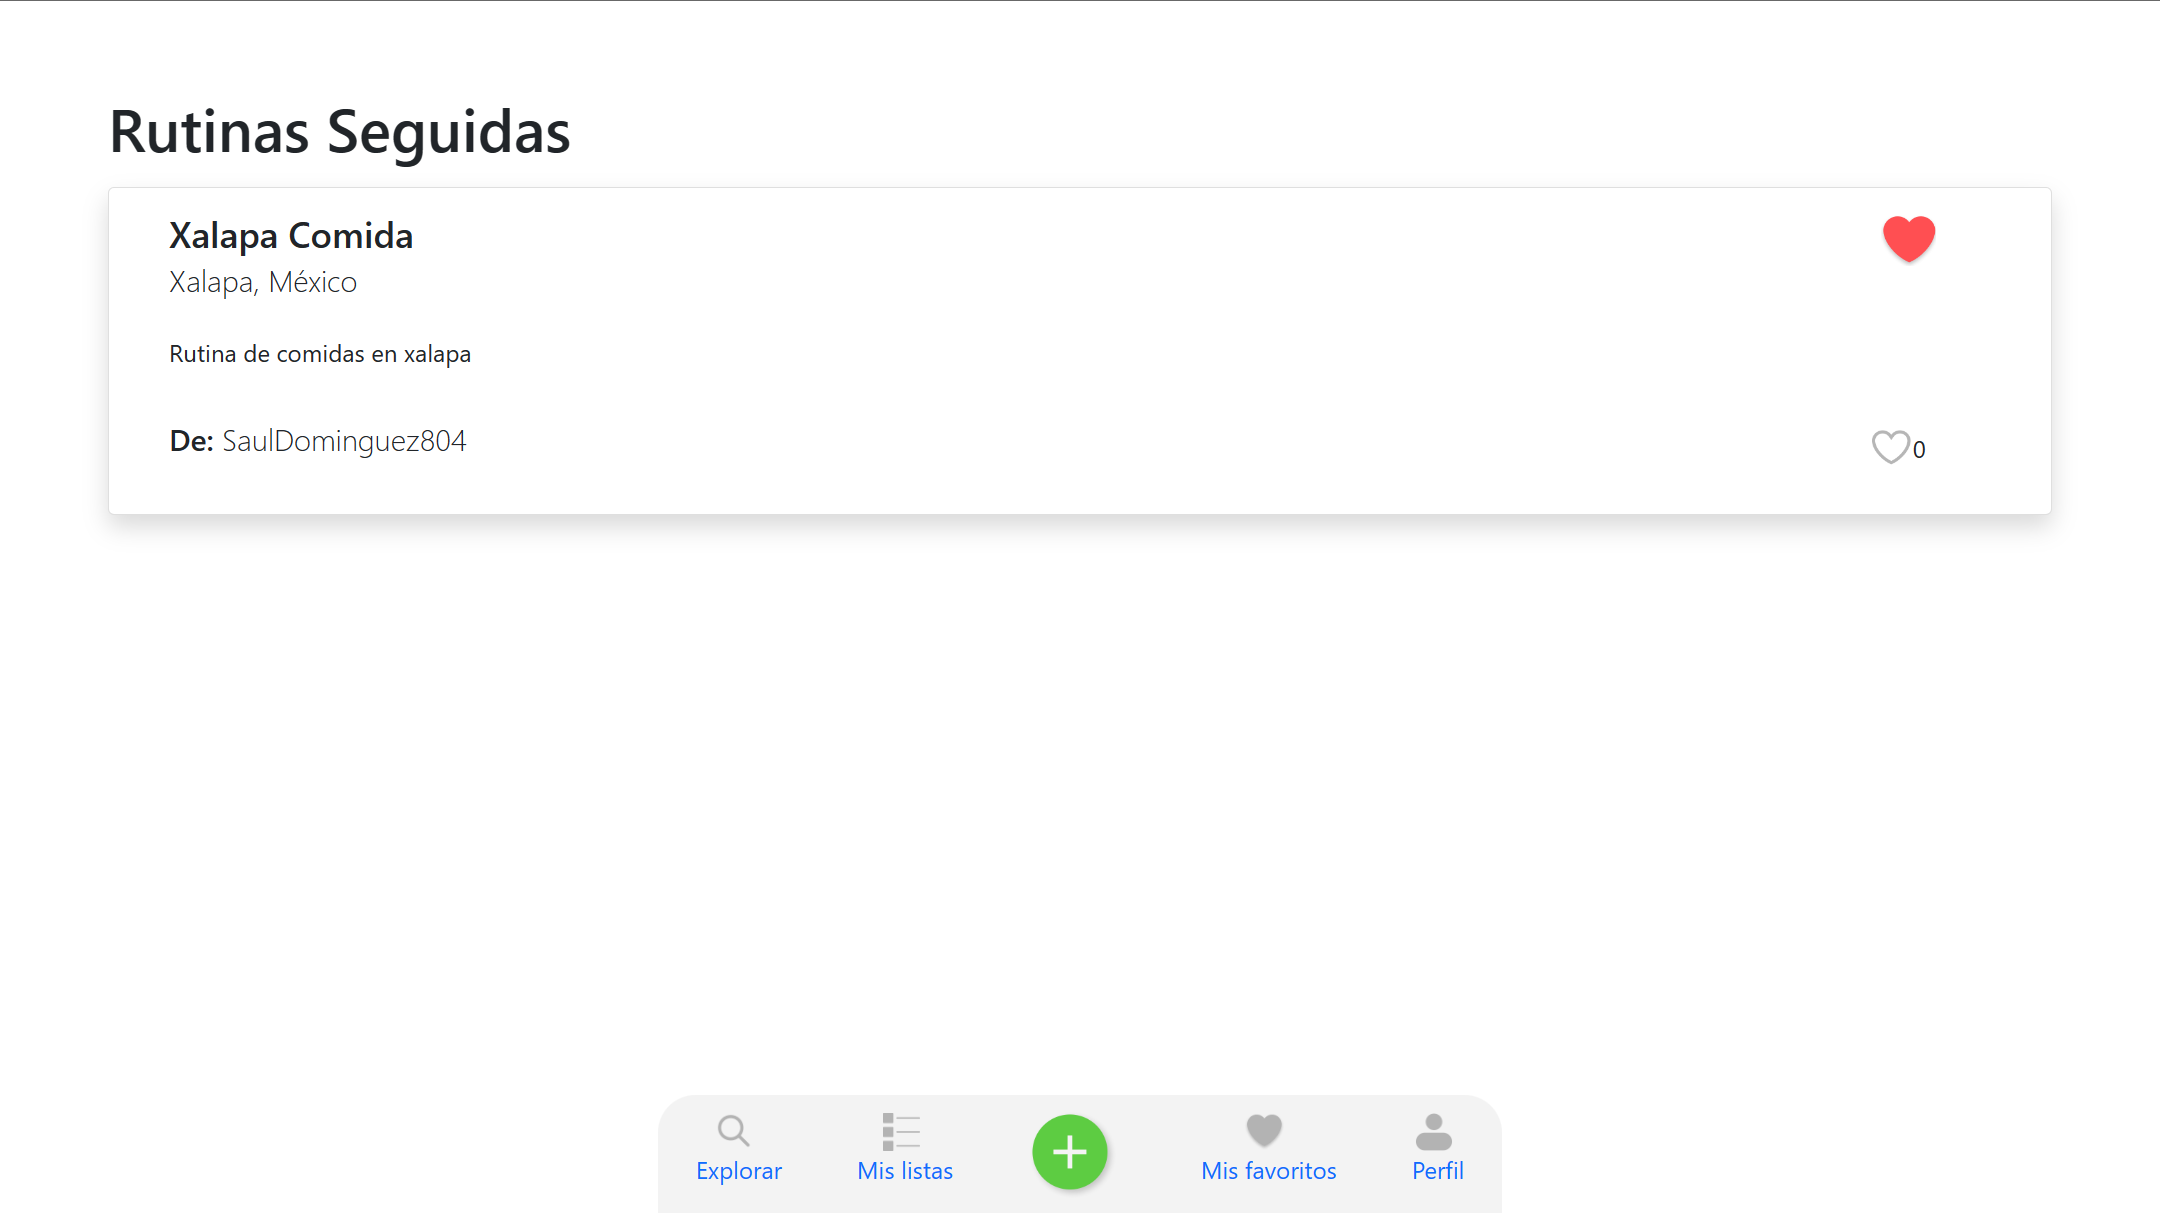 Rutinas Seguidas
Xalapa Comida
Xalapa, México
Rutina de comidas en xalapa
De: SaulDominguez804
0
Explorar
Mis listas
Mis favoritos
Perfil